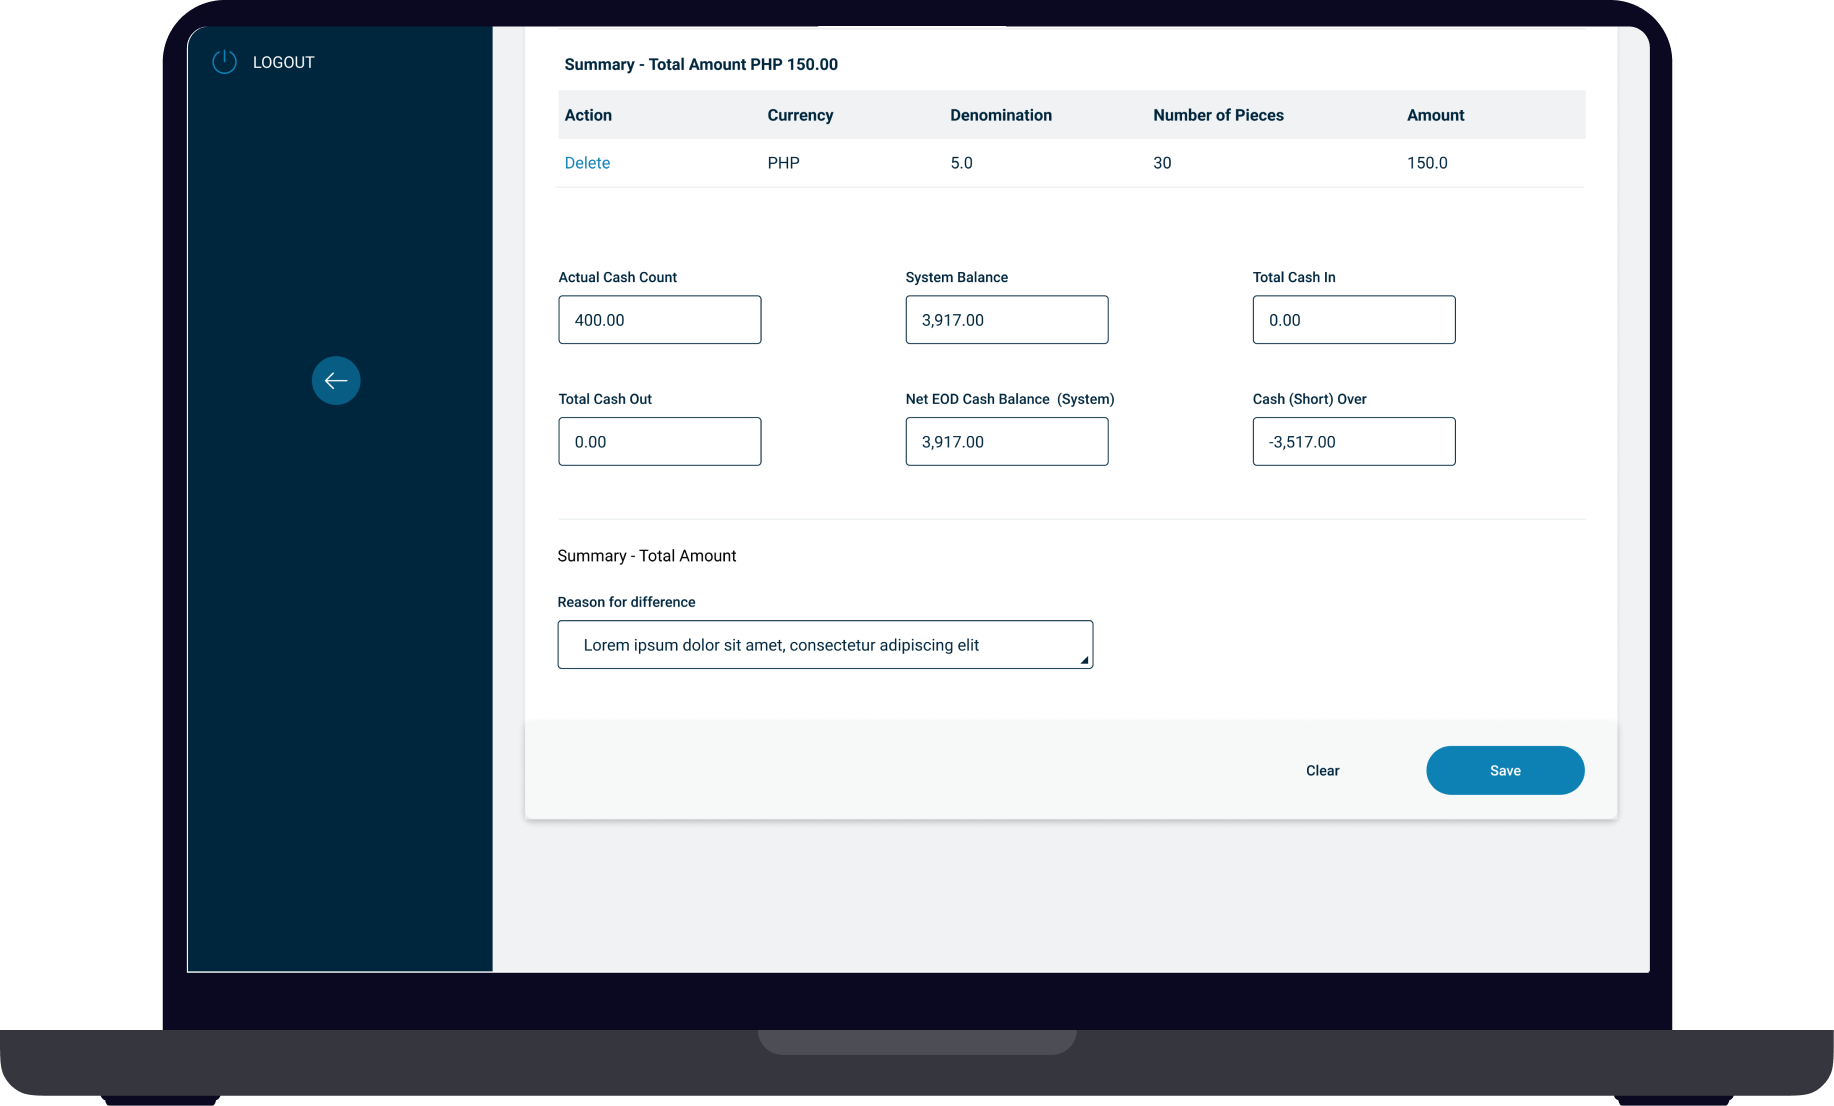 LOGOUT
Summary - Total Amount PHP 150.00
Action Currency Denomination Number of Pieces Amount
Delete PHP 5.0 30 150.0
Actual Cash Count System Balance Total Cash In
400.00 3,917.00 0.00
Total Cash Out Net EOD Cash Balance (System) Cash (Short) Over
0.00 3,917.00 -3,517.00
Summary - Total Amount
Reason for difference
Lorem ipsum dolor sit amet, consectetur adipiscing elit
Clear Save